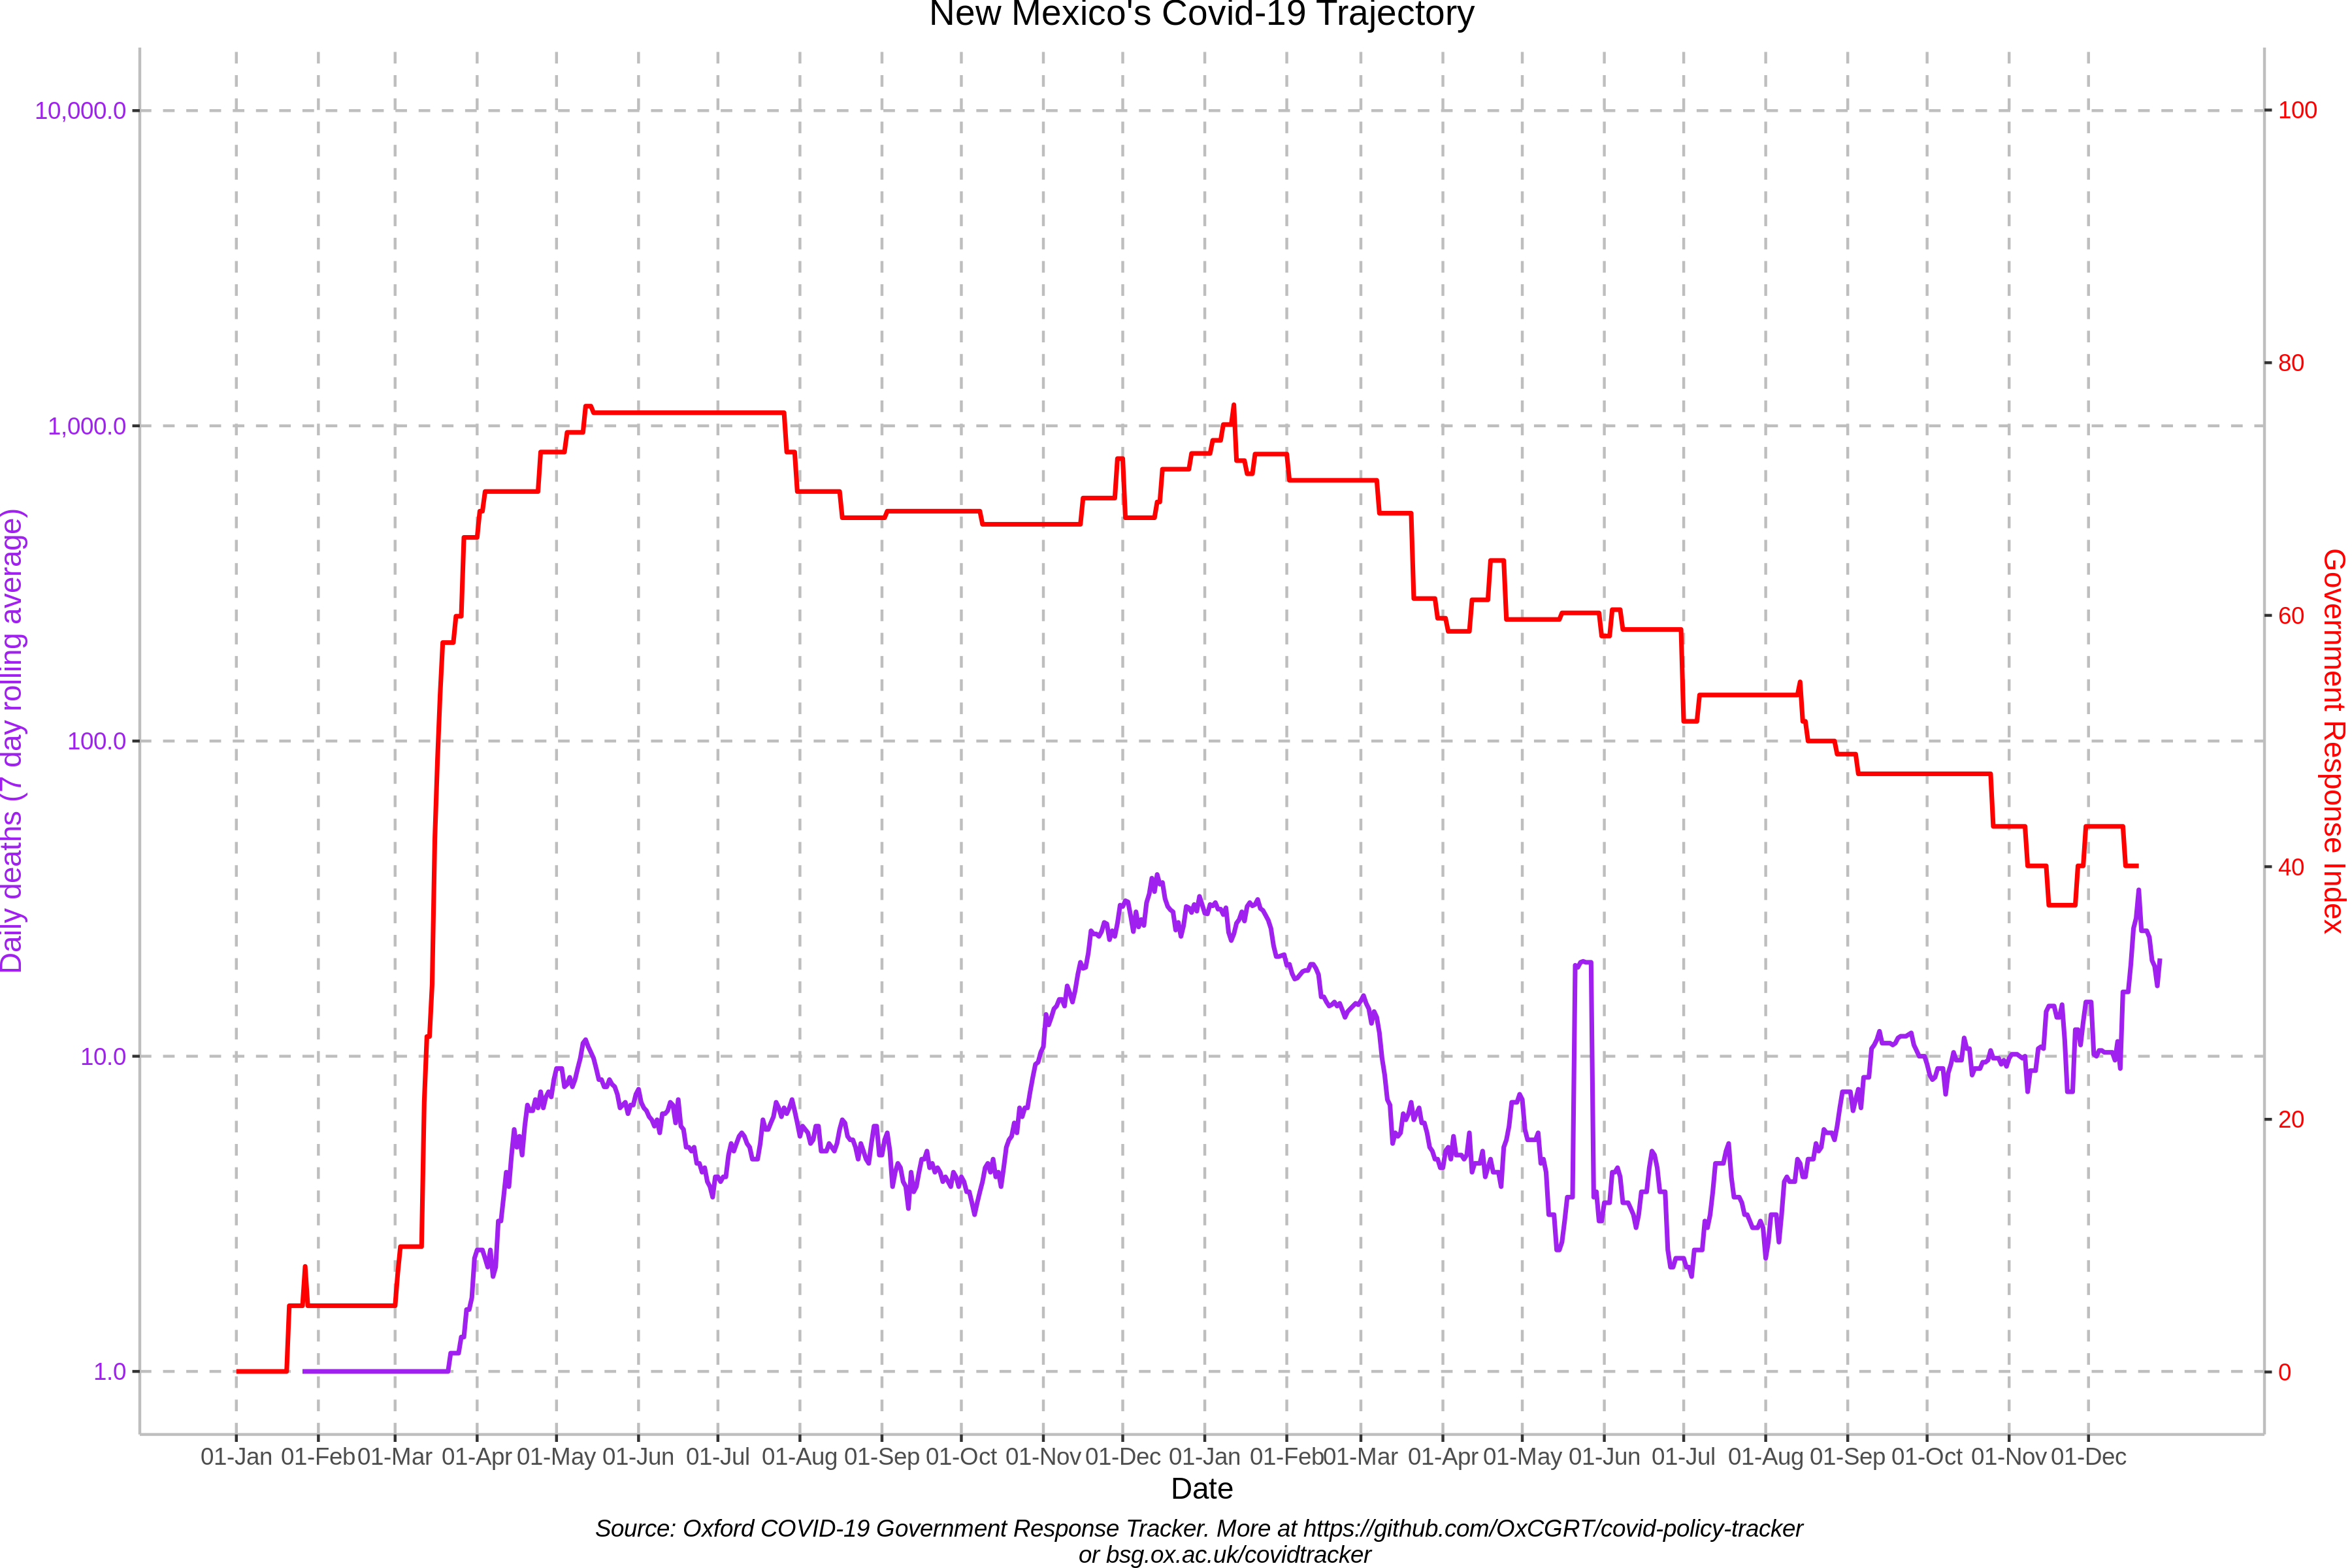 New Mexico's Covid-19 Trajectory
Daily deaths (7 day rolling average)
10,000.0
1,000.0
100.0
10.0
1.0
100
80
60
40
20
0
Government Response Index
01-Jan 01-Feb 01-Mar 01-Apr 01-May 01-Jun 01-Jul 01-Aug 01-Sep 01-Oct 01-Nov 01-Dec 01-Jan 01-Feb 01-Mar 01-Apr 01-May 01-Jun 01-Jul 01-Aug 01-Sep 01-Oct 01-Nov 01-Dec
Date
Source: Oxford COVID-19 Government Response Tracker. More at https://github.com/OxCGRT/covid-policy-tracker
or bsg.ox.ac.uk/covidtracker